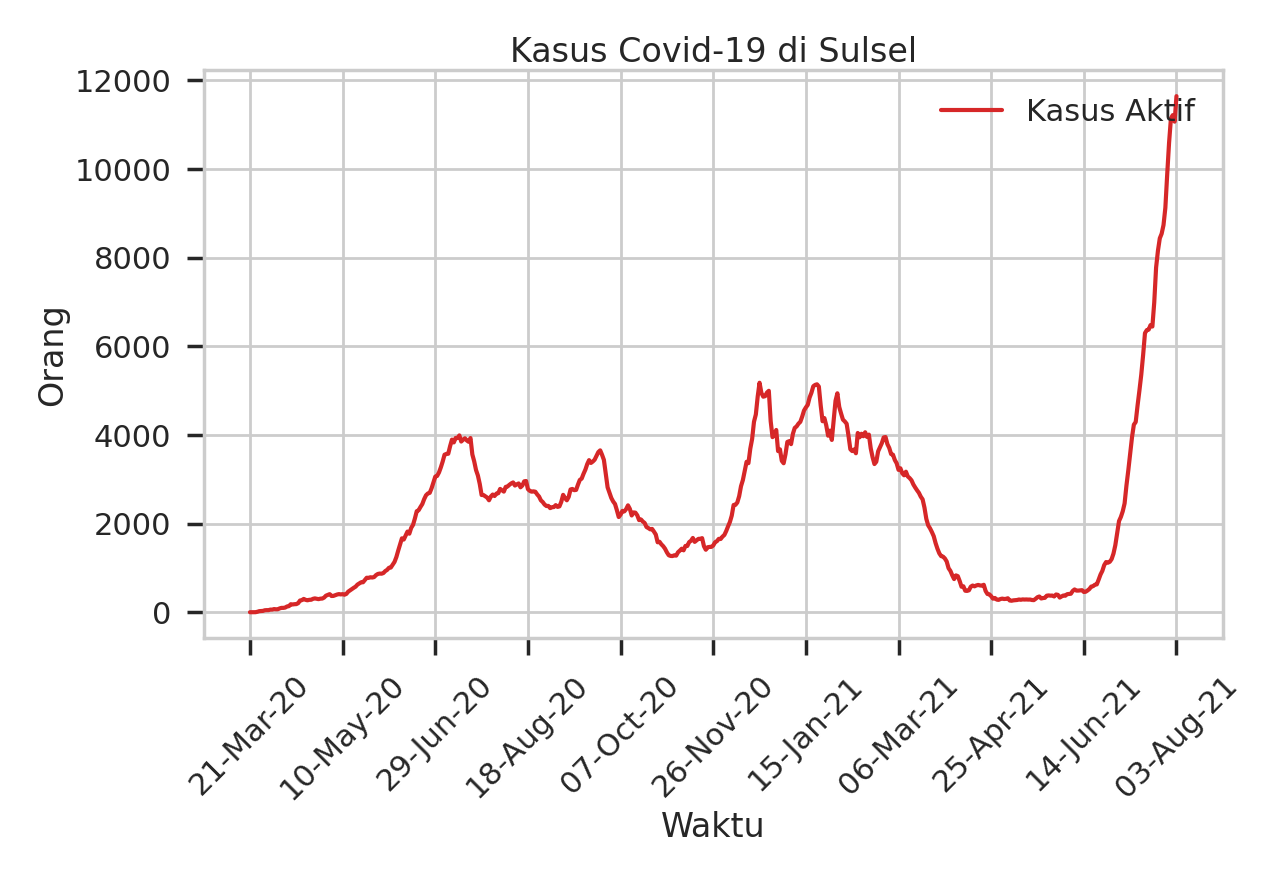 Kasus Covid-19 di Sulsel
Kasus Aktif
12000
10000
8000
6000
4000
2000
0
Orang
21-Mar-20
10-May-20
29-Jun-20
18-Aug-20
07-Oct-20
26-Nov-20
15-Jan-21
06-Mar-21
25-Apr-21
14-Jun-21
03-Aug-21
Waktu